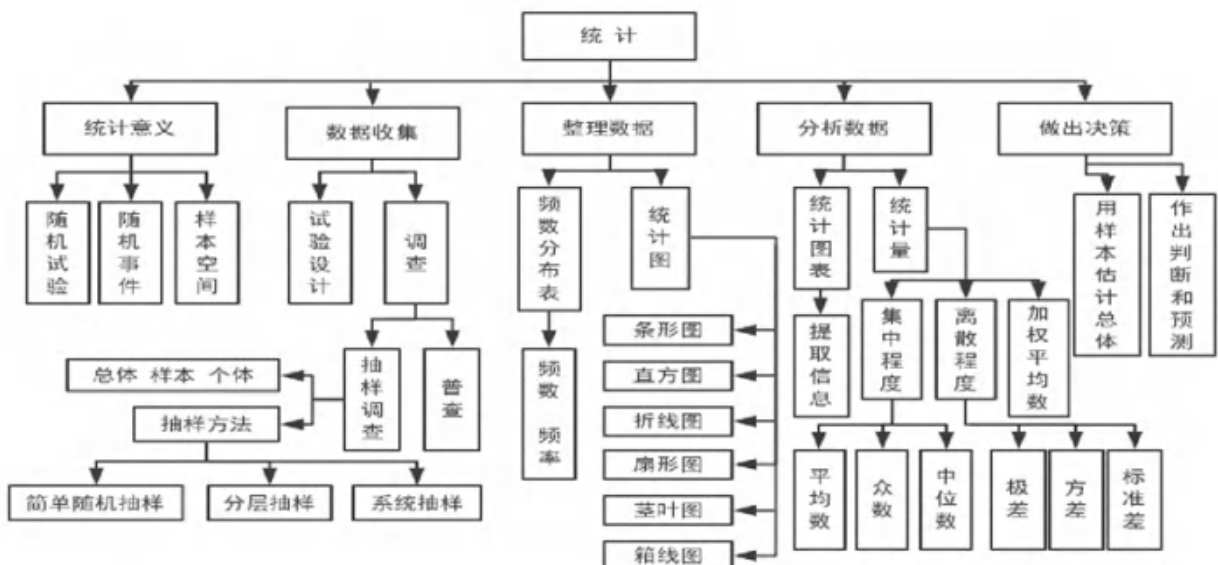 统计
统计意义
数据收集
整理数据
分析数据
做出决策
随机试验
随机事件
样本空间
试验设计
调查
频数分布表
统计图
统计图表
统计量
用样本估计总体
作出判断和预测
总体 样本 个体
抽样方法
抽样调查
普查
频数 频率
条形图
直方图
折线图
扇形图
茎叶图
箱线图
提取信息
集中程度
离散程度
加权平均数
简单随机抽样
分层抽样
系统抽样
平均数
众数
中位数
极差
方差
标准差